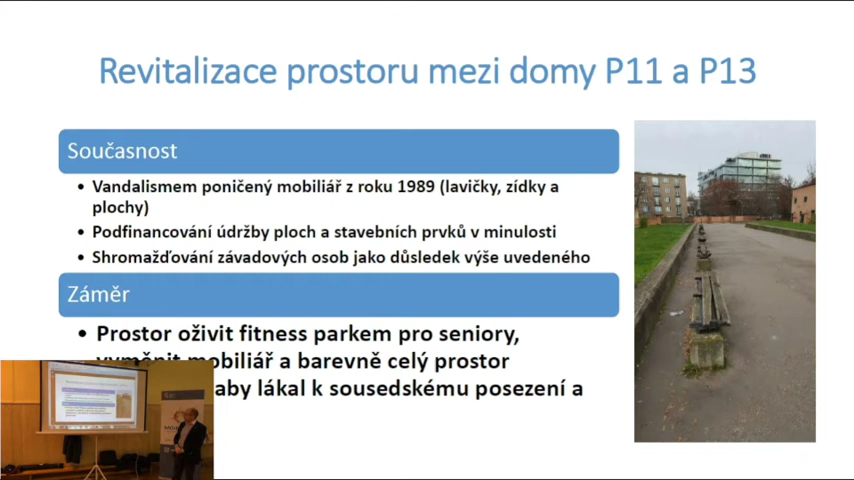 Revitalizace prostoru mezi domy P11 a P13
Současnost
• Vandalismem poničený mobiliář z roku 1989 (lavičky, zídky a
plochy)
• Podfinancování údržby ploch a stavebních prvků v minulosti
• Shromažďování závadových osob jako důsledek výše uvedeného
Záměr
• Prostor oživit fitness parkem pro seniory,
vyměnit mobiliář a barevně celý prostor
aby lákal k sousedskému posezení a